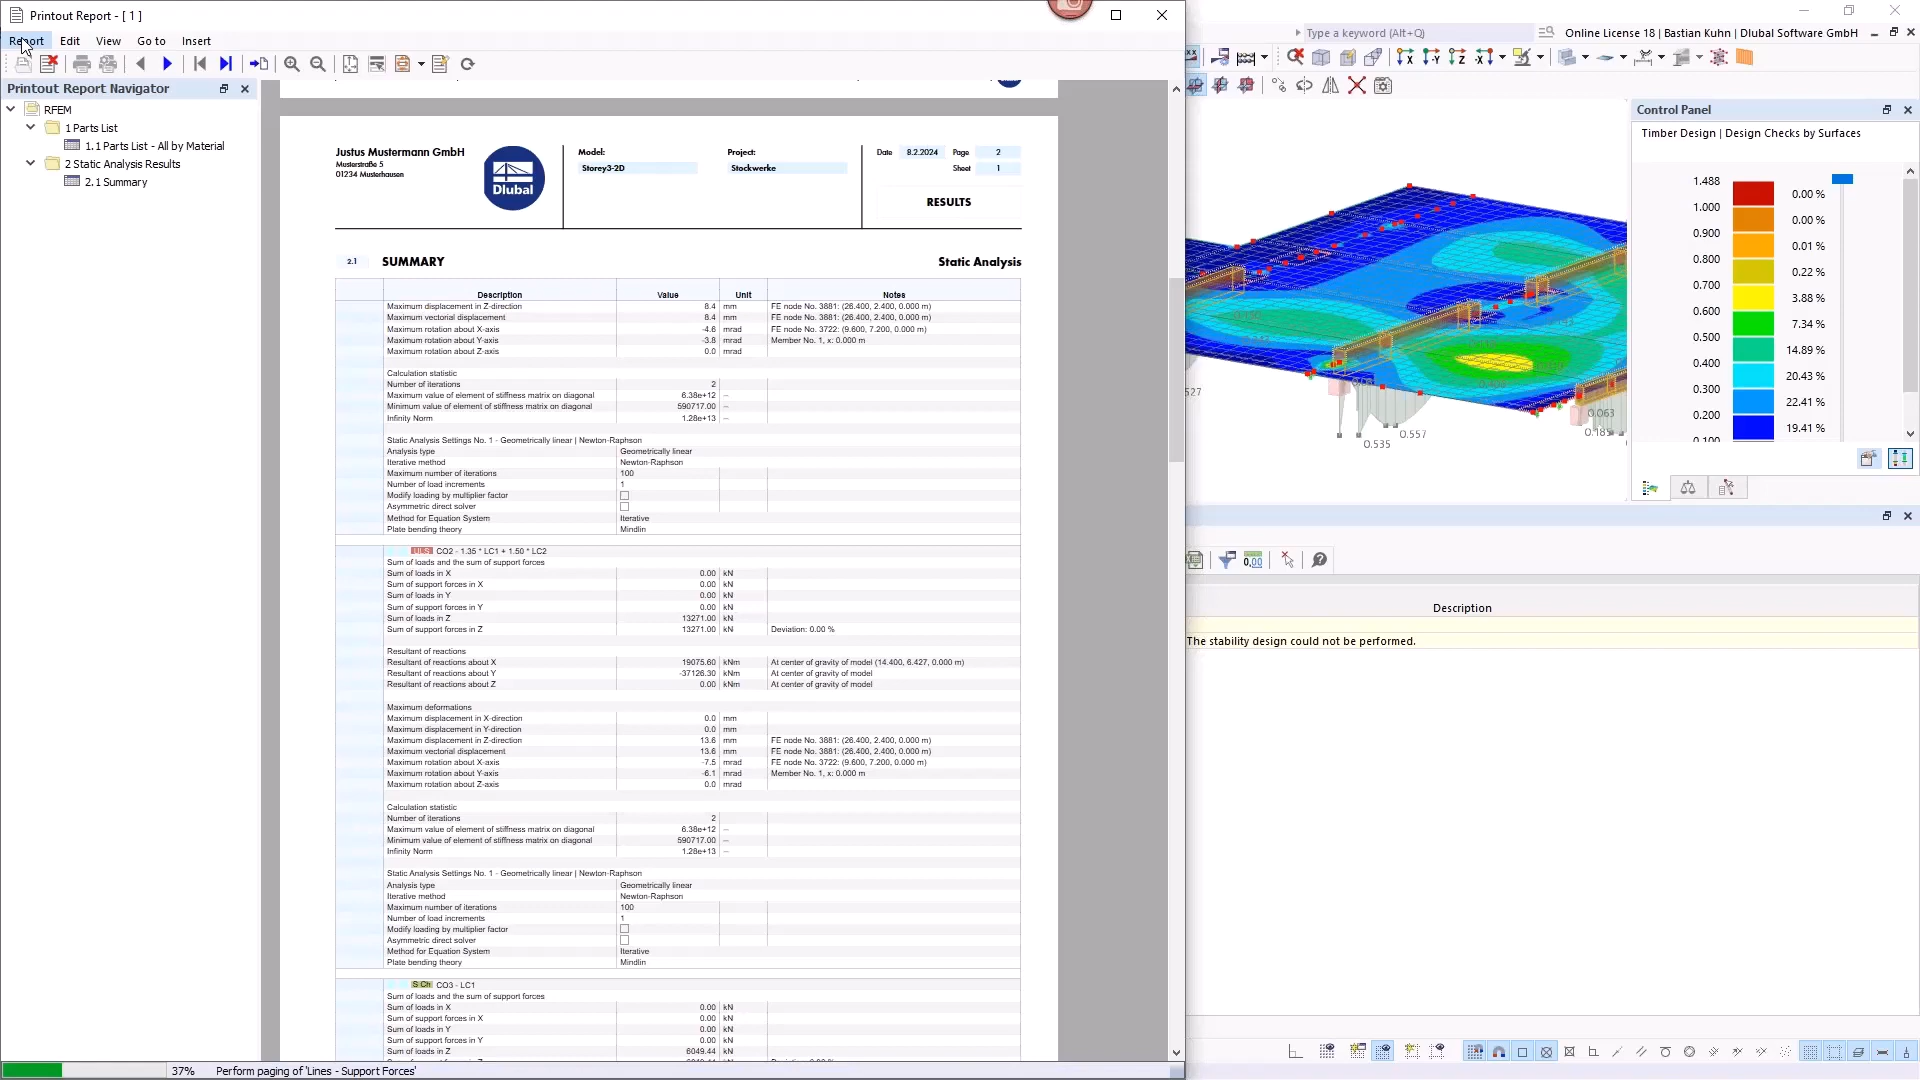 Printout Report - [ 1 ]
Report Edit View Go to Insert
Printout Report Navigator
RFEM
1 Parts List
1.1 Parts List - All by Material
2 Static Analysis Results
2.1 Summary
Justus Mustermann GmbH
Musterstraße 5
01234 Musterhausen
Dlubal
Model:
Storey3-2D
Project:
Stockwerke
Date 8.2.2024 Page 2
Sheet 1
RESULTS
2.1 SUMMARY Static Analysis
Description Value Unit Notes
Maximum displacement in Z-direction 8.4 mm FE node No. 3881: (26.400, 2.400, 0.000 m)
Maximum vectorial displacement 8.4 mm FE node No. 3881: (26.400, 2.400, 0.000 m)
Maximum rotation about X-axis -4.6 mrad FE node No. 3722: (9.600, 7.200, 0.000 m)
Maximum rotation about Y-axis -3.8 mrad Member No. 1, x: 0.000 m
Maximum rotation about Z-axis 0.0 mrad
Calculation statistic
Number of iterations 2
Maximum value of element of stiffness matrix on diagonal 6.38e+12 --
Minimum value of element of stiffness matrix on diagonal 590717.00 --
Infinity Norm 1.28e+13 --
Static Analysis Settings No. 1 - Geometrically linear | Newton-Raphson
Analysis type Geometrically linear
Iterative method Newton-Raphson
Maximum number of iterations 100
Number of load increments 1
Modify loading by multiplier factor
Asymmetric direct solver
Method for Equation System Iterative
Plate bending theory Mindlin
ULS CO2 - 1.35 * LC1 + 1.50 * LC2
Sum of loads and the sum of support forces
Sum of loads in X 0.00 kN
Sum of support forces in X 0.00 kN
Sum of loads in Y 0.00 kN
Sum of support forces in Y 0.00 kN
Sum of loads in Z 13271.00 kN
Sum of support forces in Z 13271.00 kN Deviation: 0.00 %
Resultant of reactions
Resultant of reactions about X 19075.60 kNm At center of gravity of model (14.400, 6.427, 0.000 m)
Resultant of reactions about Y -37126.30 kNm At center of gravity of model
Resultant of reactions about Z 0.00 kNm At center of gravity of model
Maximum deformations
Maximum displacement in X-direction 0.0 mm
Maximum displacement in Y-direction 0.0 mm
Maximum displacement in Z-direction 13.6 mm FE node No. 3881: (26.400, 2.400, 0.000 m)
Maximum vectorial displacement 13.6 mm FE node No. 3881: (26.400, 2.400, 0.000 m)
Maximum rotation about X-axis -7.5 mrad FE node No. 3722: (9.600, 7.200, 0.000 m)
Maximum rotation about Y-axis -6.1 mrad Member No. 1, x: 0.000 m
Maximum rotation about Z-axis 0.0 mrad
Calculation statistic
Number of iterations 2
Maximum value of element of stiffness matrix on diagonal 6.38e+12 --
Minimum value of element of stiffness matrix on diagonal 590717.00 --
Infinity Norm 1.28e+13 --
Static Analysis Settings No. 1 - Geometrically linear | Newton-Raphson
Analysis type Geometrically linear
Iterative method Newton-Raphson
Maximum number of iterations 100
Number of load increments 1
Modify loading by multiplier factor
Asymmetric direct solver
Method for Equation System Iterative
Plate bending theory Mindlin
S Ch CO3 - LC1
Sum of loads and the sum of support forces
Sum of loads in X 0.00 kN
Sum of support forces in X 0.00 kN
Sum of loads in Y 0.00 kN
Sum of support forces in Y 0.00 kN
Sum of loads in Z 6049.44 kN
37% Perform paging of 'Lines - Support Forces'
Type a keyword (Alt+Q)
Online License 18 | Bastian Kuhn | Dlubal Software GmbH
0.00
0.063
0.535
0.557
Control Panel
Timber Design | Design Checks by Surfaces
1.488
1.000
0.900
0.800
0.700
0.600
0.500
0.400
0.300
0.200
0.100
0.00 %
0.00 %
0.01 %
0.22 %
3.88 %
7.34 %
14.89 %
20.43 %
22.41 %
19.41 %
Description
The stability design could not be performed.